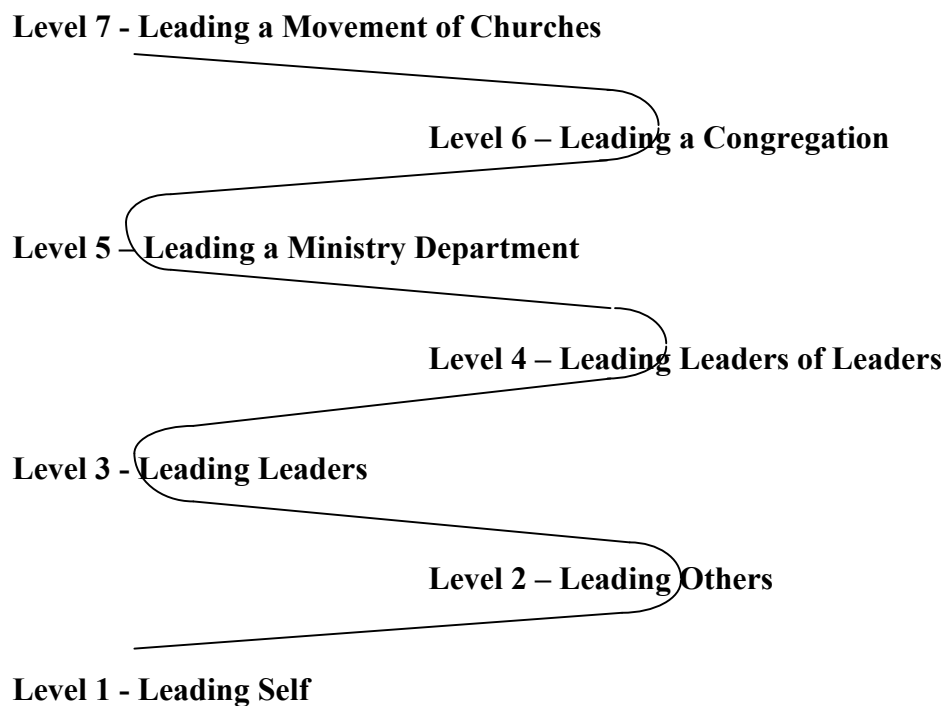 Level 7 - Leading a Movement of Churches
Level 6 – Leading a Congregation
Level 5 – Leading a Ministry Department
Level 4 – Leading Leaders of Leaders
Level 3 - Leading Leaders
Level 2 – Leading Others
Level 1 - Leading Self